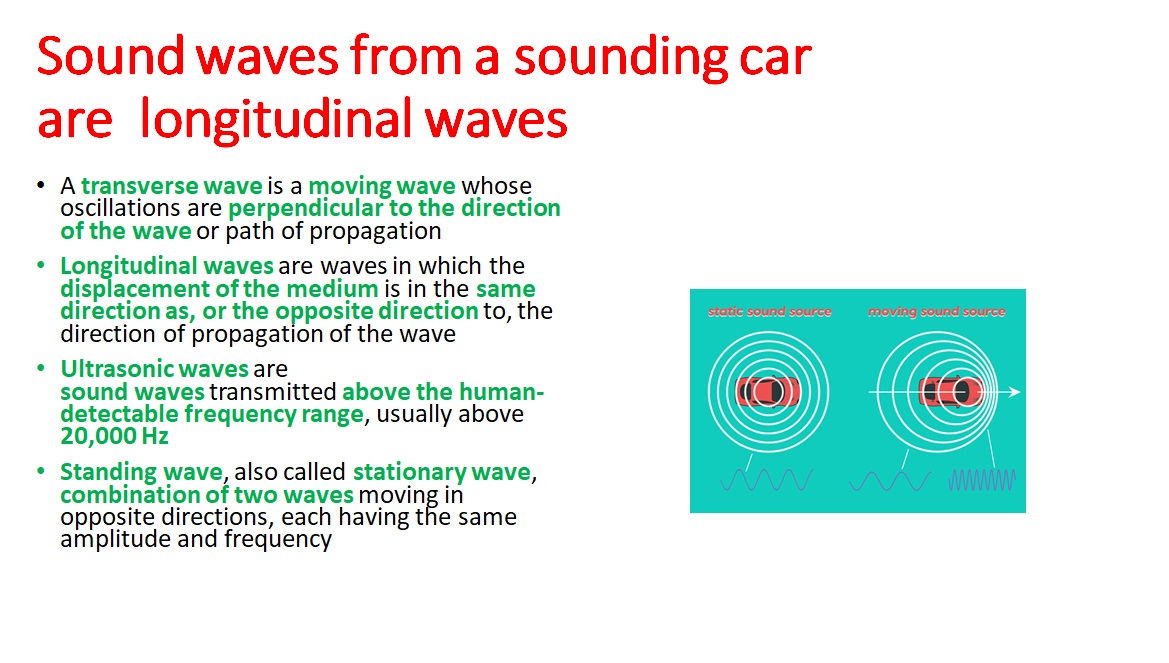 Sound waves from a sounding car
are longitudinal waves
• A transverse wave is a moving wave whose
oscillations are perpendicular to the direction
of the wave or path of propagation
• Longitudinal waves are waves in which the
displacement of the medium is in the same
direction as, or the opposite direction to, the
direction of propagation of the wave
• Ultrasonic waves are
sound waves transmitted above the human-
detectable frequency range, usually above
20,000 Hz
• Standing wave, also called stationary wave,
combination of two waves moving in
opposite directions, each having the same
amplitude and frequency
static sound source
moving sound source